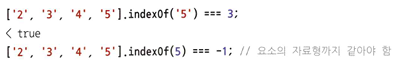 ['2', '3', '4', '5'].indexOf('5') === 3;
< true
['2', '3', '4', '5'].indexOf(5) === -1; // 요소의 자료형까지 같아야 함